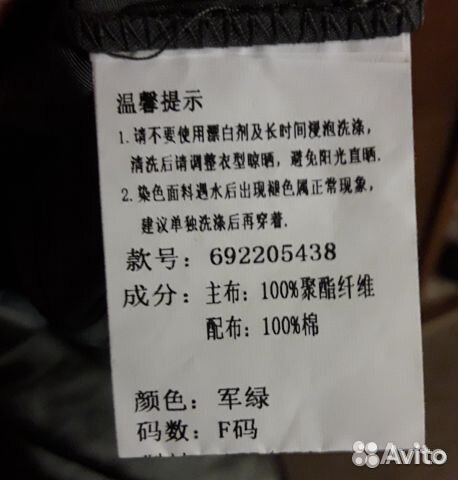 温馨提示
1.请不要使用漂白剂及长时间浸泡洗涤,
清洗后请调整衣型晾晒，避免阳光直晒.
2.染色面料遇水后出现褪色属正常现象，
建议单独洗涤后再穿着.
款号：692205438
成分：主布：100%聚酯纤维
配布：100%棉
颜色：军绿
码数：F码
Avito